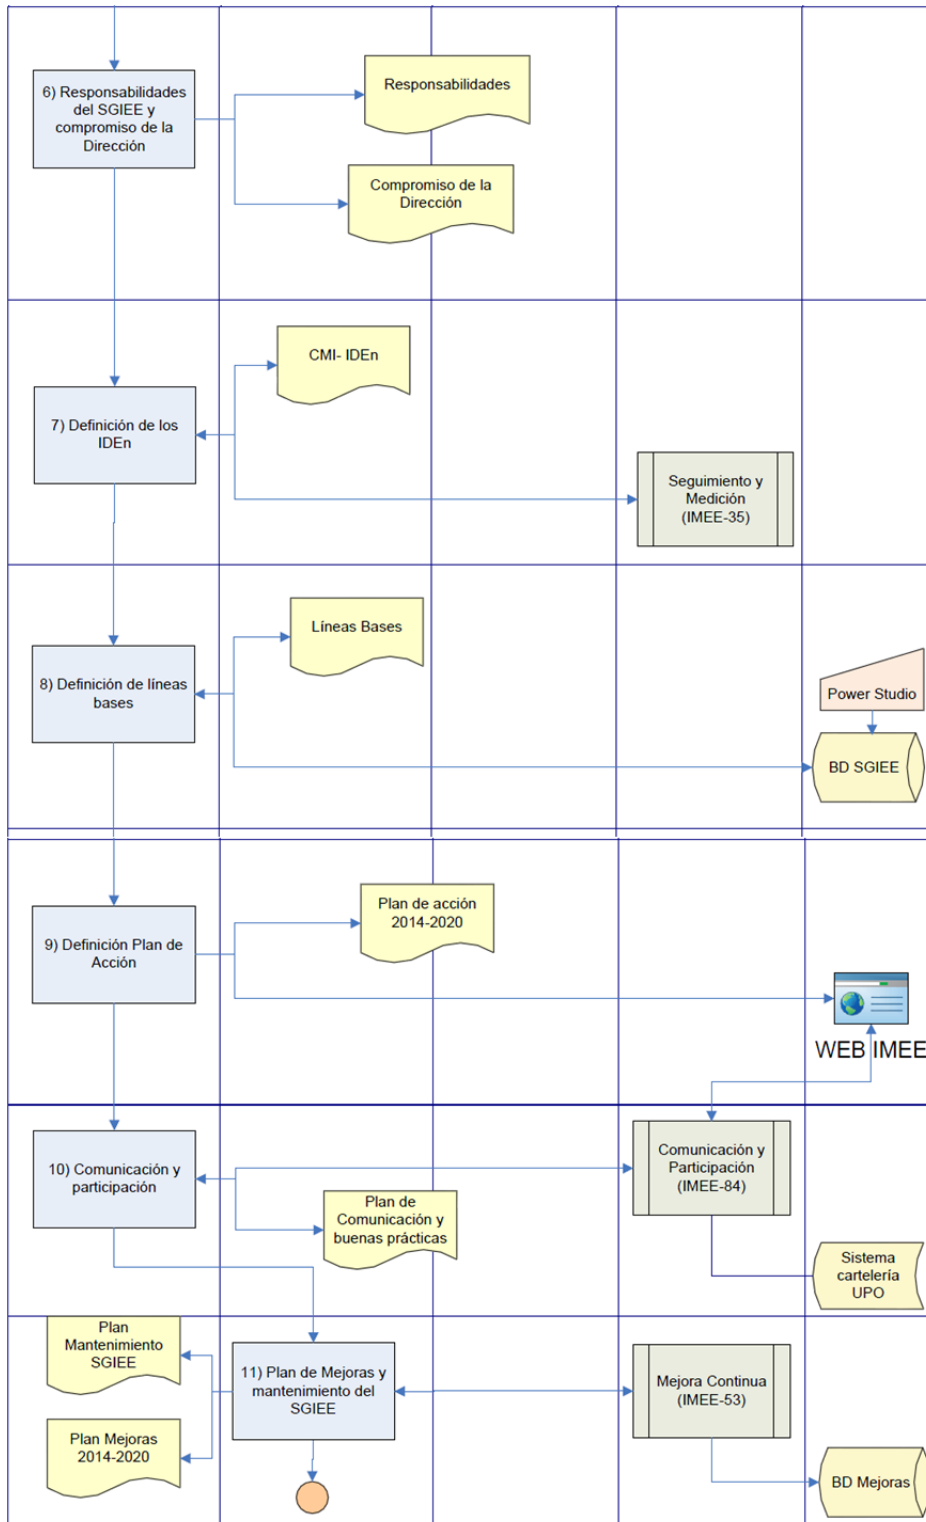 6) Responsabilidades
del SGIEE y
compromiso de la
Dirección
Responsabilidades
Compromiso de la
Dirección
CMI- IDEn
7) Definición de los
IDEn
Seguimiento y
Medición
(IMEE-35)
Líneas Bases
8) Definición de líneas
bases
Power Studio
BD SGIEE
Plan de acción
2014-2020
9) Definición Plan de
Acción
WEB IMEE
10) Comunicación y
participación
Comunicación y
Participación
(IMEE-84)
Plan de
Comunicación y
buenas prácticas
Sistema
cartelería
UPO
Plan
Mantenimiento
SGIEE
11) Plan de Mejoras y
mantenimiento del
SGIEE
Mejora Continua
(IMEE-53)
Plan Mejoras
2014-2020
BD Mejoras